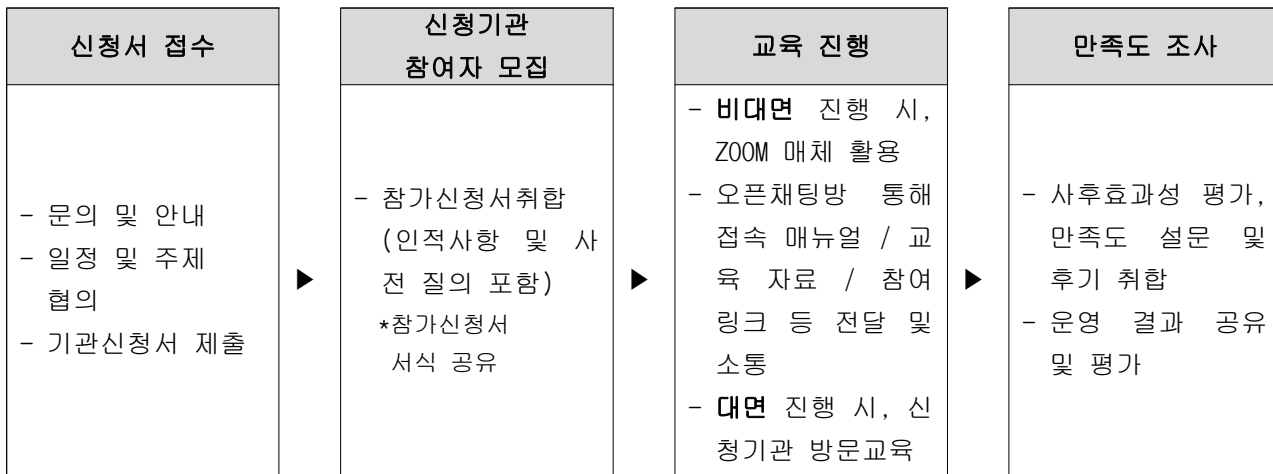 신청서 접수
- 문의 및 안내
- 일정 및 주제
협의
- 기관신청서 제출
▶
신청기관
참여자 모집
- 참가신청서취합
(인적사항 및 사
전 질의 포함)
*참가신청서
서식 공유
▶
교육 진행
- 비대면 진행 시,
ZOOM 매체 활용
- 오픈채팅방 통해
접속 매뉴얼 / 교
육 자료 / 참여
링크 등 전달 및
소통
- 대면 진행 시, 신
청기관 방문교육
▶
만족도 조사
- 사후효과성 평가,
만족도 설문 및
후기 취합
- 운영 결과 공유
및 평가